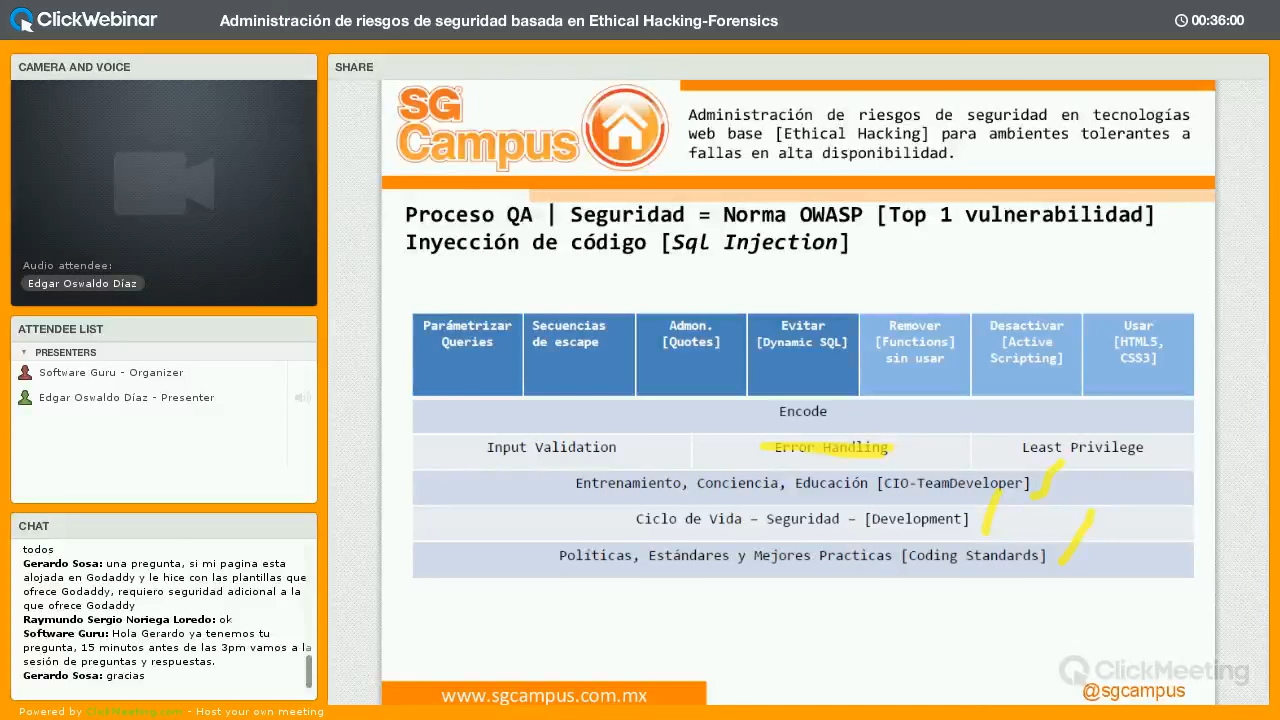 ClickWebinar
Administración de riesgos de seguridad basada en Ethical Hacking-Forensics
00:36:00
CAMERA AND VOICE
Audio attendee:
Edgar Oswaldo Díaz
ATTENDEE LIST
PRESENTERS
Software Guru - Organizer
Edgar Oswaldo Díaz - Presenter
CHAT
todos
Gerardo Sosa: una pregunta, si mi pagina esta
alojada en Godaddy y le hice con las plantillas que
ofrece Godaddy, requiero seguridad adicional a la
que ofrece Godaddy
Raymundo Sergio Noriega Loredo: ok
Software Guru: Hola Gerardo ya tenemos tu
pregunta, 15 minutos antes de las 3pm vamos a la
sesión de preguntas y respuestas.
Gerardo Sosa: gracias
Powered by ClickMeeting.com - Host your own meeting
SHARE
SG
Campus
Administración de riesgos de seguridad en tecnologías
web base [Ethical Hacking] para ambientes tolerantes a
fallas en alta disponibilidad.
Proceso QA | Seguridad = Norma OWASP [Top 1 vulnerabilidad]
Inyección de código [Sql Injection]
Parámetrizar
Queries
Secuencias
de escape
Admon.
[Quotes]
Evitar
[Dynamic SQL]
Remover
[Functions]
sin usar
Desactivar
[Active
Scripting]
Usar
[HTML5,
CSS3]
Encode
Input Validation
Error Handling
Least Privilege
Entrenamiento, Conciencia, Educación [CIO-TeamDeveloper]
Ciclo de Vida – Seguridad – [Development]
Políticas, Estándares y Mejores Practicas [Coding Standards]
www.sgcampus.com.mx
ClickMeeting
@sgcampus